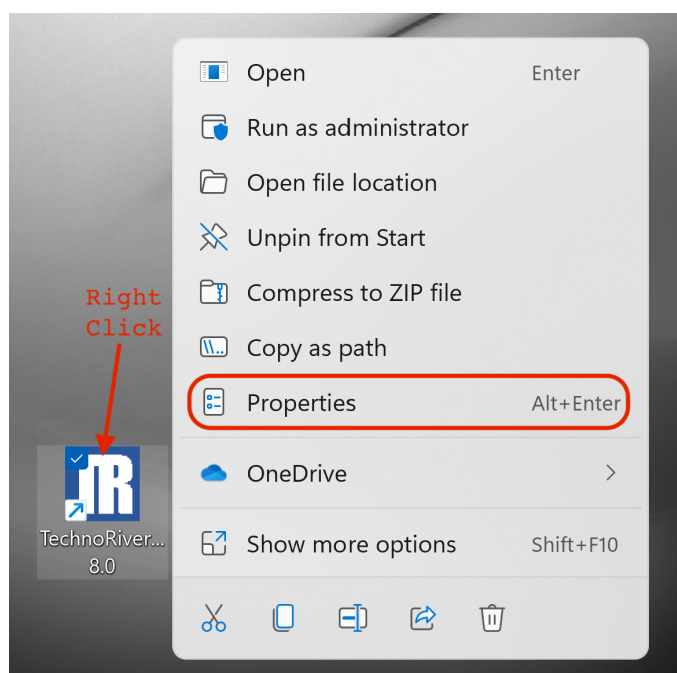 Open Enter
Run as administrator
Open file location
Unpin from Start
Compress to ZIP file
Right
Click
Copy as path
Properties Alt+Enter
OneDrive
TR
TechnoRiver...
8.0
Show more options Shift+F10